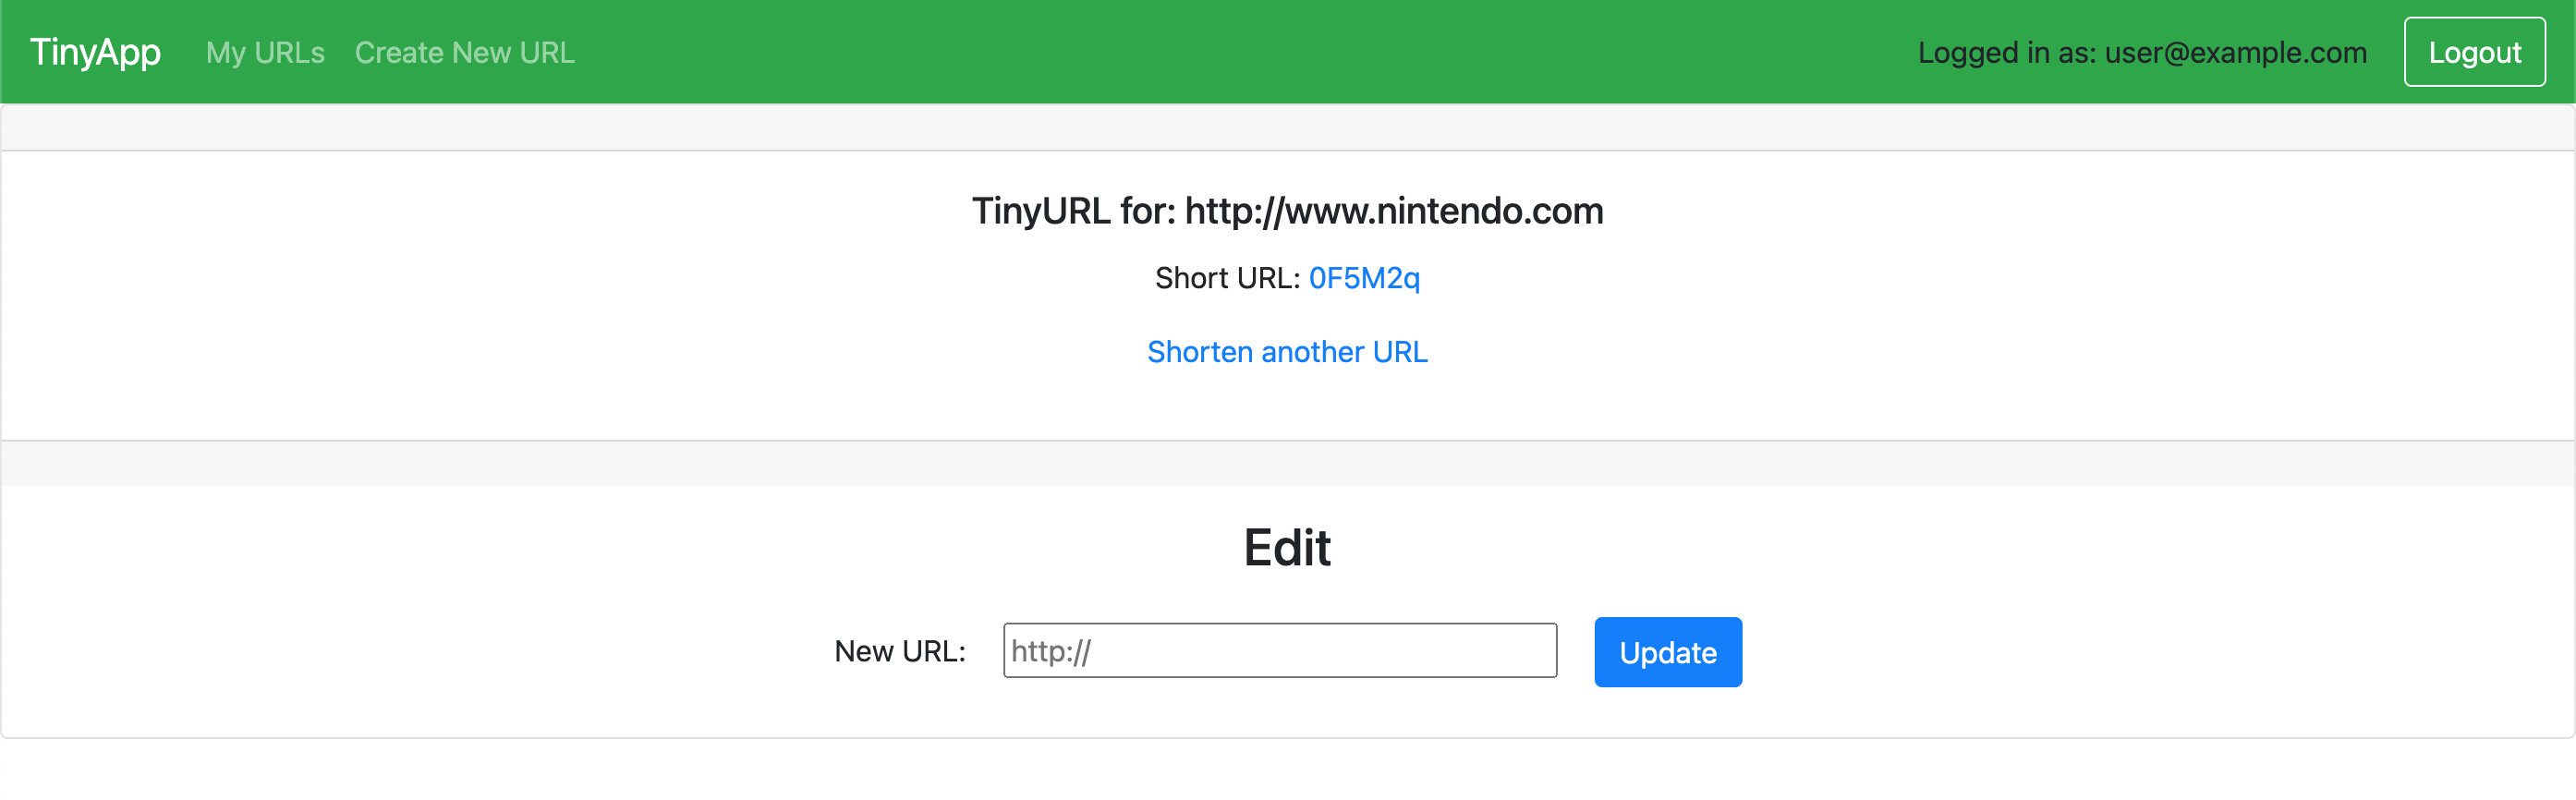 TinyApp My URLs Create New URL Logged in as: user@example.com Logout
TinyURL for: http://www.nintendo.com
Short URL: 0F5M2q
Shorten another URL
Edit
New URL: http:// Update